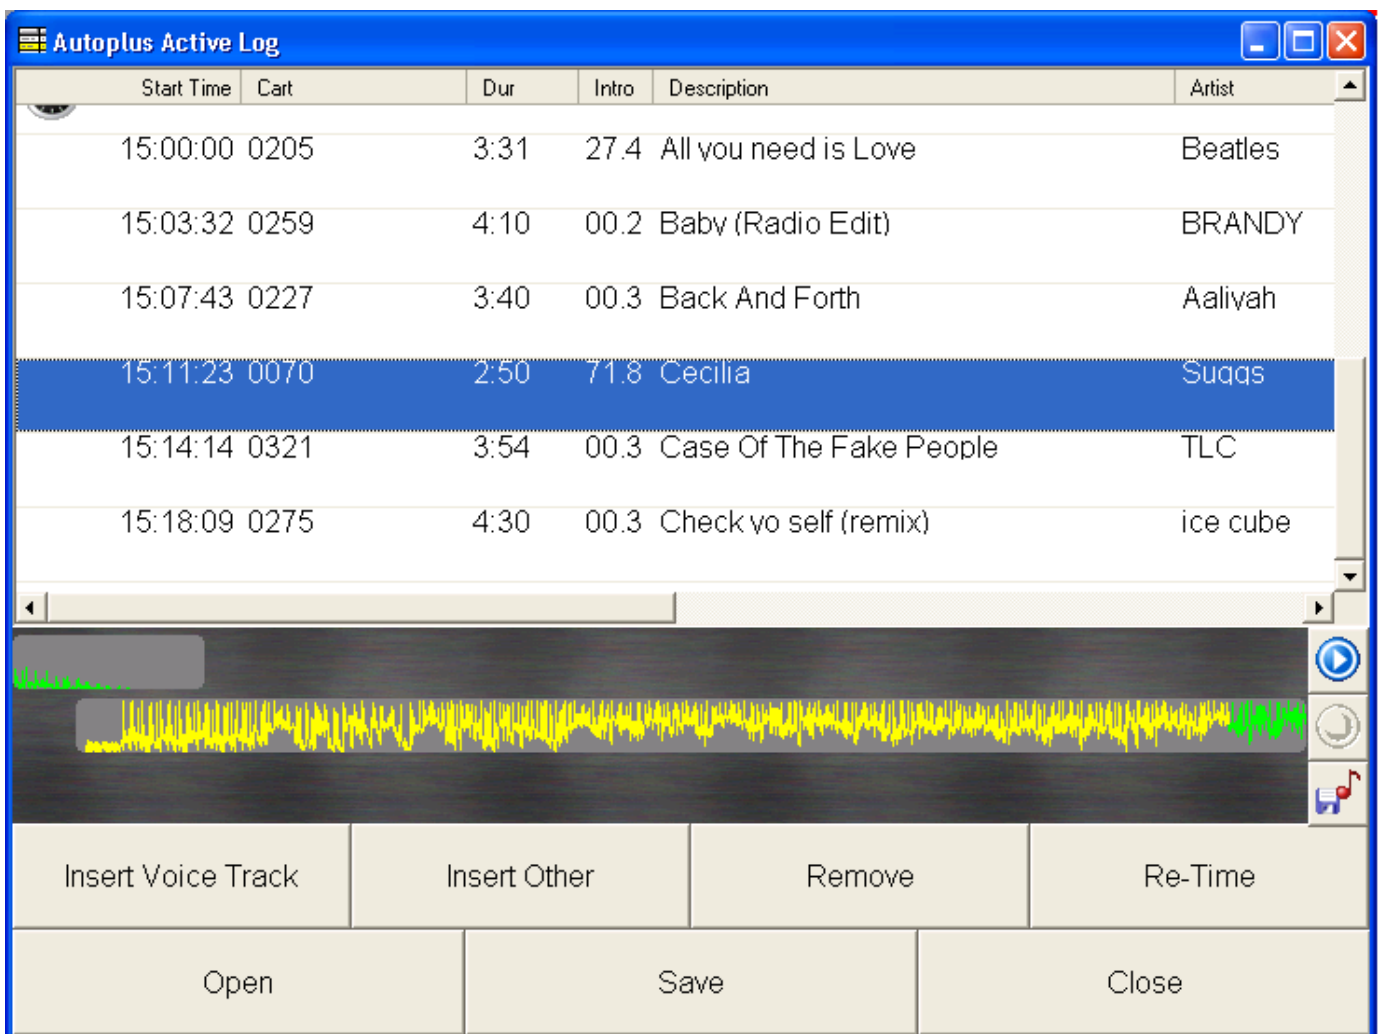 Autoplus Active Log
Start Time Cart Dur Intro Description Artist
15:00:00 0205 3:31 27.4 All you need is Love Beatles
15:03:32 0259 4:10 00.2 Baby (Radio Edit) BRANDY
15:07:43 0227 3:40 00.3 Back And Forth Aaliyah
15:11:23 0070 2:50 71.8 Cecilia Suggs
15:14:14 0321 3:54 00.3 Case Of The Fake People TLC
15:18:09 0275 4:30 00.3 Check yo self (remix) ice cube
Insert Voice Track Insert Other Remove Re-Time
Open Save Close